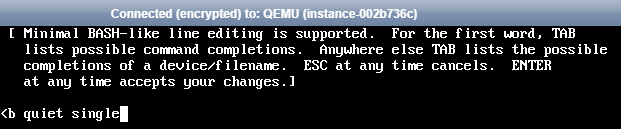 Connected (encrypted) to: QEMU (instance-002b736c)
[ Minimal BASH-like line editing is supported. For the first word, TAB
lists possible command completions. Anywhere else TAB lists the possible
completions of a device/filename. ESC at any time cancels. ENTER
at any time accepts your changes.]
<b quiet single